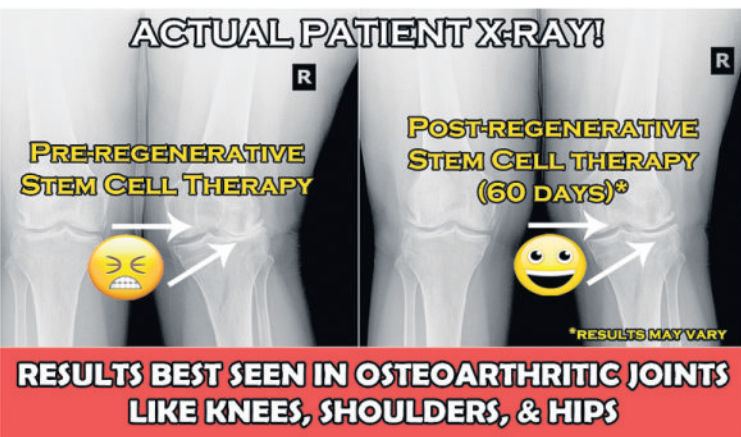 ACTUAL PATIENT X-RAY!
R
R
PRE-REGENERATIVE
STEM CELL THERAPY
POST-REGENERATIVE
STEM CELL THERAPY
(60 DAYS)*
*RESULTS MAY VARY
RESULTS BEST SEEN IN OSTEOARTHRITIC JOINTS
LIKE KNEES, SHOULDERS, & HIPS